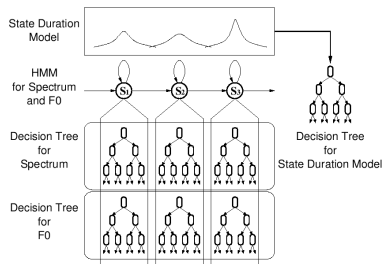 State Duration
Model
HMM
for Spectrum
and F0
S1
S2
S3
Decision Tree
for
Spectrum
Decision Tree
for
State Duration Model
Decision Tree
for
F0